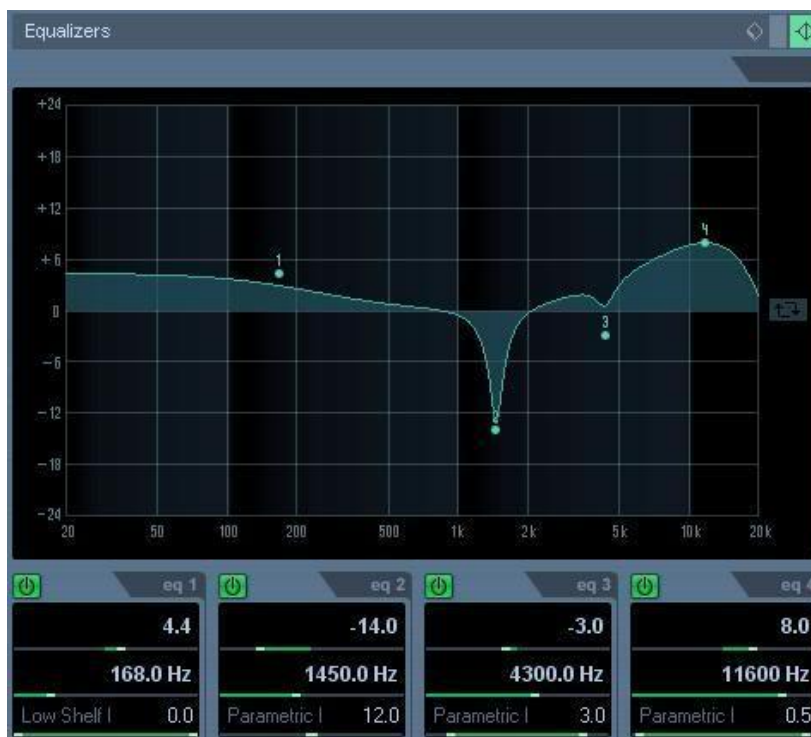 Equalizers
+24
+18
+12
+6
0
-6
-12
-18
-24
1
2
3
4
20 50 100 200 500 1k 2k 5k 10k 20k
eq 1 eq 2 eq 3 eq 4
4.4 -14.0 -3.0 8.0
168.0 Hz 1450.0 Hz 4300.0 Hz 11600 Hz
Low Shelf I 0.0 Parametric I 12.0 Parametric I 3.0 Parametric I 0.5